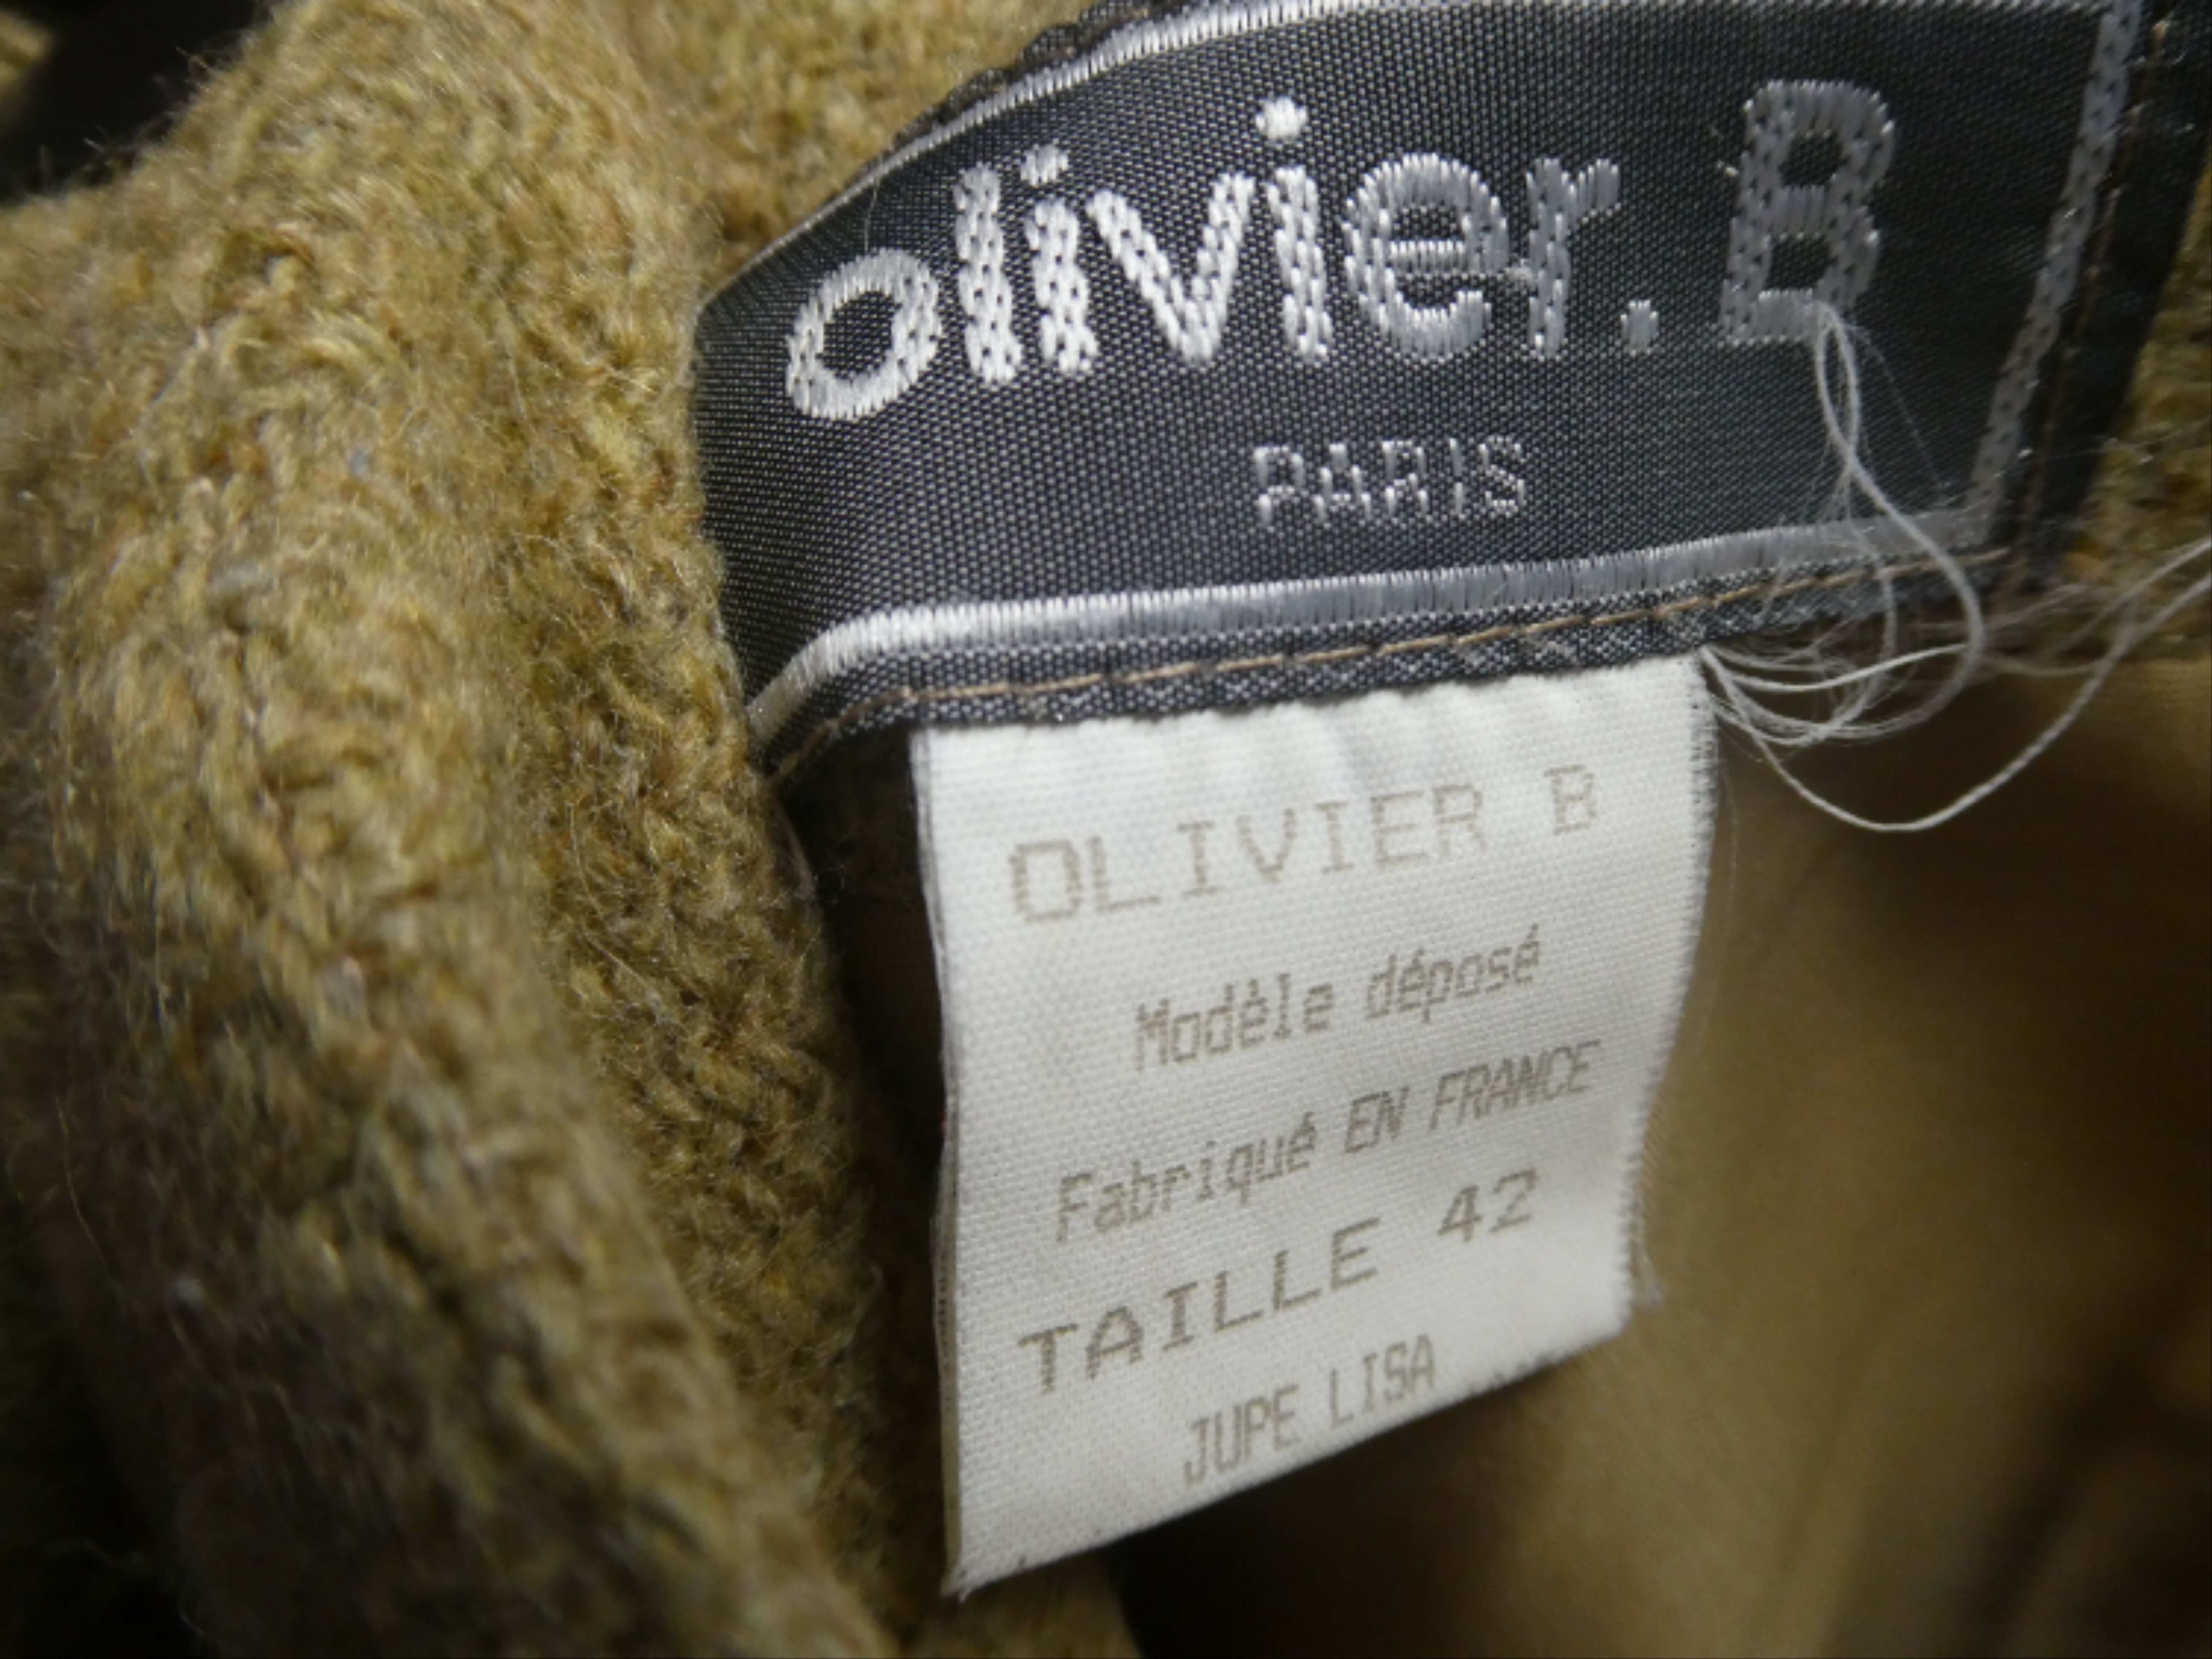 olivier.B
PARIS
OLIVIER B
Modèle déposé
Fabriqué EN FRANCE
TAILLE 42
JUPE LISA